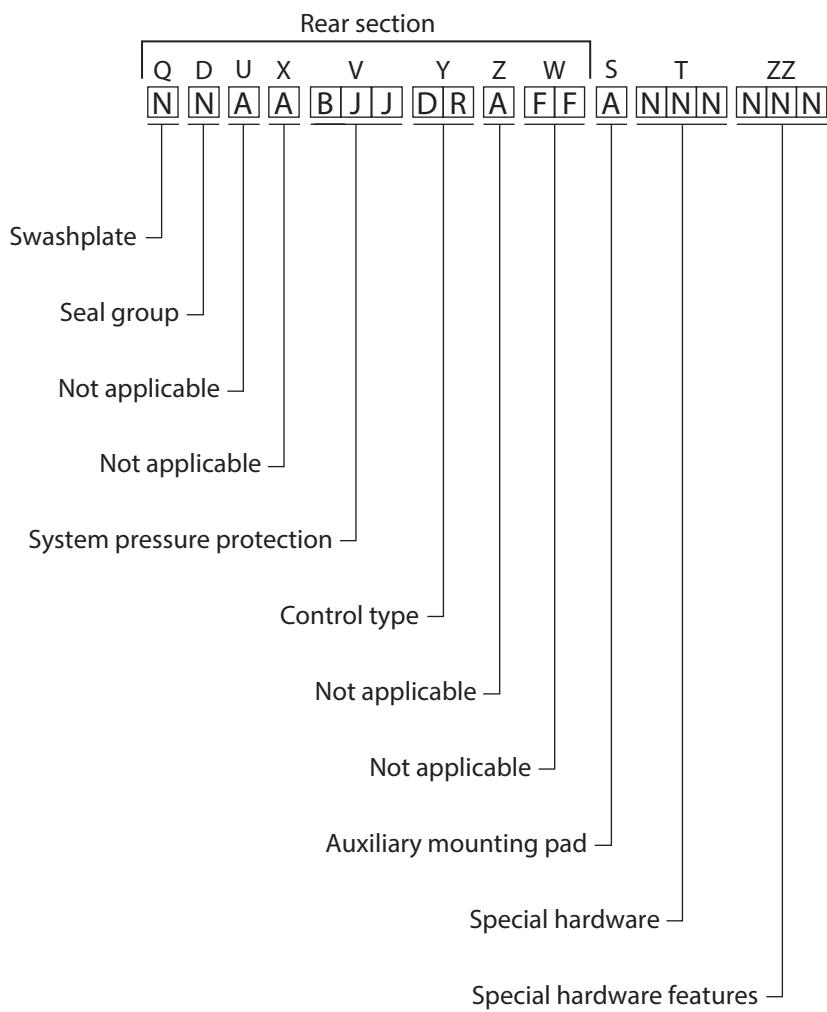 Rear section
Q D U X V Y Z W S T ZZ
N N A A B J J D R A F F A N N N N N N
Swashplate
Seal group
Not applicable
Not applicable
System pressure protection
Control type
Not applicable
Not applicable
Auxiliary mounting pad
Special hardware
Special hardware features